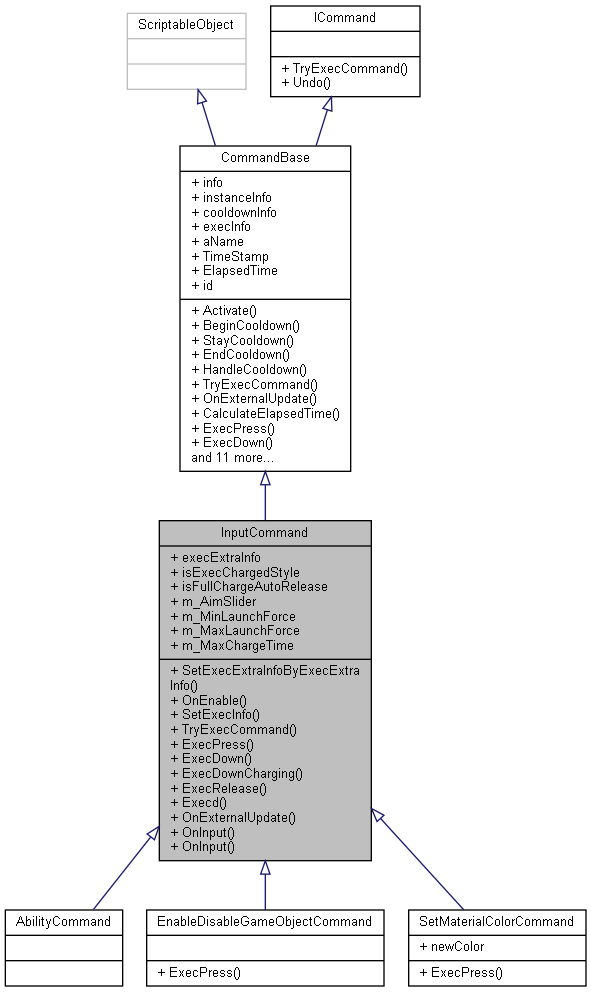 ScriptableObject
ICommand
+ TryExecCommand()
+ Undo()
CommandBase
+ info
+ instanceInfo
+ cooldownInfo
+ execInfo
+ aName
+ TimeStamp
+ ElapsedTime
+ id
+ Activate()
+ BeginCooldown()
+ StayCooldown()
+ EndCooldown()
+ HandleCooldown()
+ TryExecCommand()
+ OnExternalUpdate()
+ CalculateElapsedTime()
+ ExecPress()
+ ExecDown()
and 11 more...
InputCommand
+ execExtraInfo
+ isExecChargedStyle
+ isFullChargeAutoRelease
+ m_AimSlider
+ m_MinLaunchForce
+ m_MaxLaunchForce
+ m_MaxChargeTime
+ SetExecExtraInfoByExecExtra
Info()
+ OnEnable()
+ SetExecInfo()
+ TryExecCommand()
+ ExecPress()
+ ExecDown()
+ ExecDownCharging()
+ ExecRelease()
+ Execd()
+ OnExternalUpdate()
+ OnInput()
+ OnInput()
AbilityCommand
EnableDisableGameObjectCommand
+ ExecPress()
SetMaterialColorCommand
+ newColor
+ ExecPress()